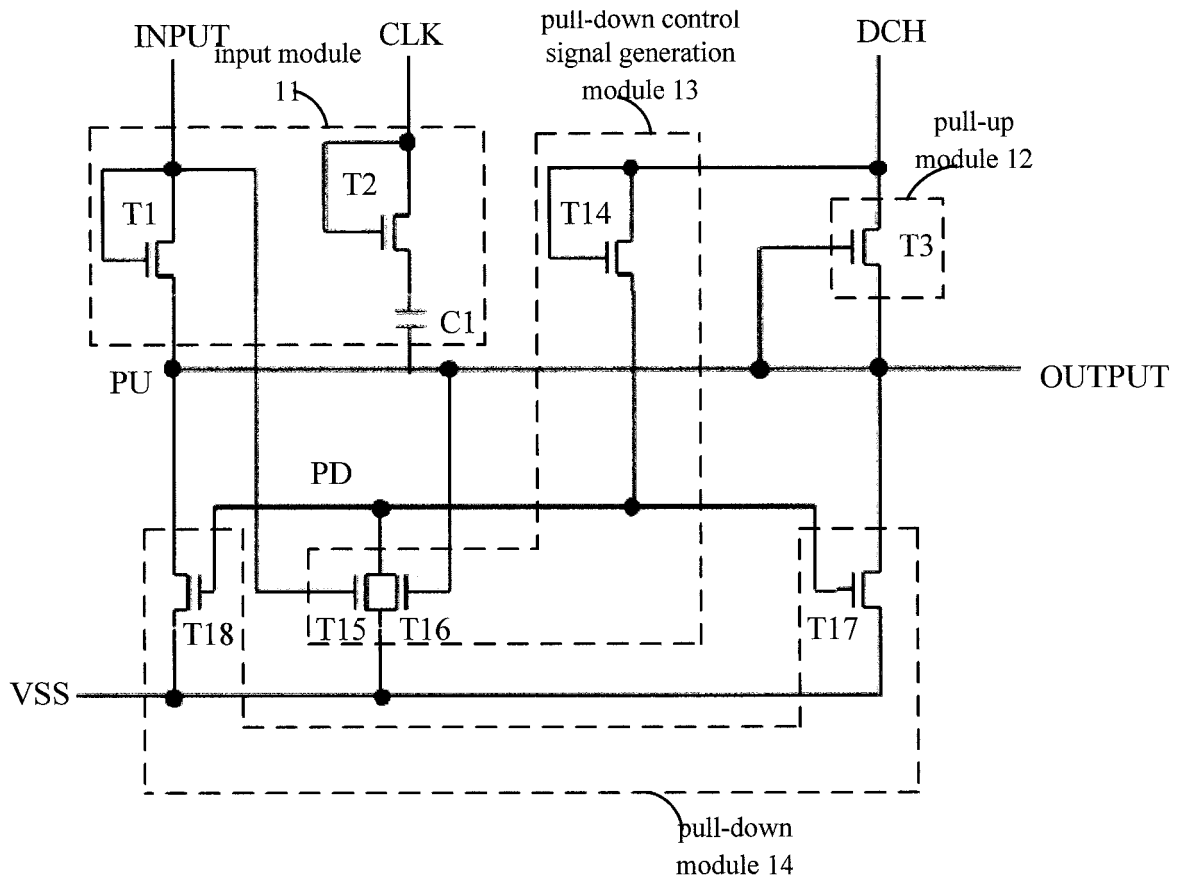 INPUT
CLK
DCH
input module
11
pull-down control
signal generation
module 13
pull-up
module 12
T1
T2
T14
T3
C1
PU
OUTPUT
PD
T18
T15
T16
T17
VSS
pull-down
module 14